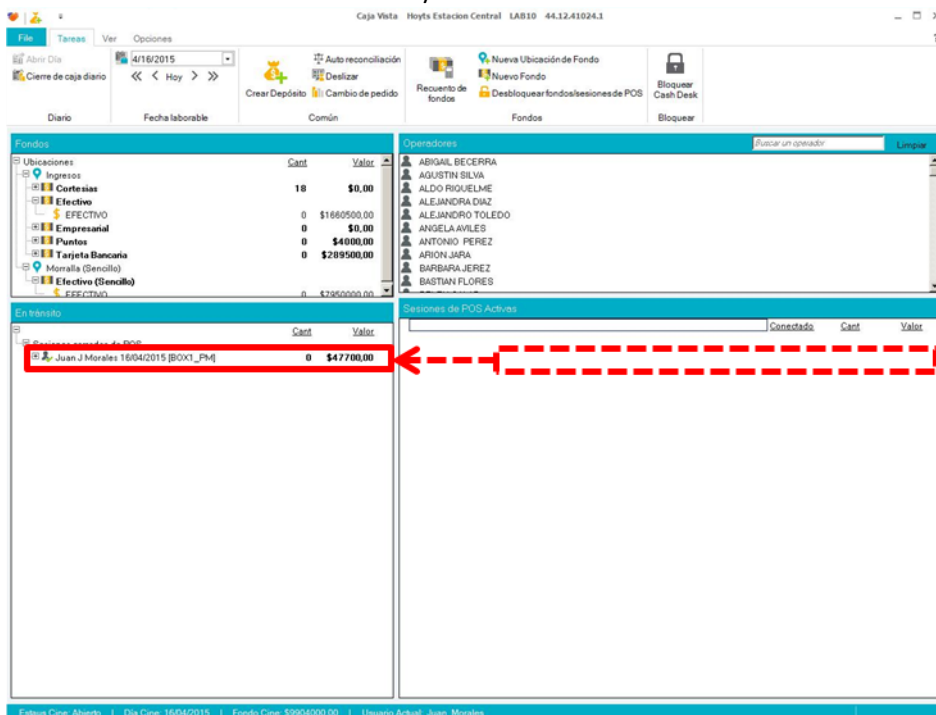 Caja Vista Hoyts Estacion Central LAB10 44.12.41024.1
File Tareas Ver Opciones
Abrir Día
Cierre de caja diario
Diario
4/16/2015
Hoy
Fecha laborable
Crear Depósito
Auto reconciliación
Deslizar
Cambio de pedido
Común
Recuento de
fondos
Nueva Ubicación de Fondo
Nuevo Fondo
Desbloquear fondos/sesiones de POS
Fondos
Bloquear
Cash Desk
Bloquear
Fondos
Ubicaciones Cant Valor
Ingresos
Cortesias 18 $0,00
Efectivo
EFECTIVO 0 $1660500,00
Empresarial 0 $0,00
Puntos 0 $4000,00
Tarjeta Bancaria 0 $289500,00
Morralla (Sencillo)
Efectivo (Sencillo)
EFECTIVO 0 $7950000,00
Operadores Buscar un operador Limpiar
ABIGAIL BECERRA
AGUSTIN SILVA
ALDO RIQUELME
ALEJANDRA DIAZ
ALEJANDRO TOLEDO
ANGELA AVILES
ANTONIO PEREZ
ARION JARA
BARBARA JEREZ
BASTIAN FLORES
En tránsito
Cant Valor
Sesiones cerradas de POS
Juan J Morales 16/04/2015 [BOX1_PM] 0 $47700,00
Sesiones de POS Activas
Conectado Cant Valor
Estaus Cine: Abierto | Día Cine: 16/04/2015 | Fondo Cine: $9904000,00 | Usuario Actual: Juan_Morales